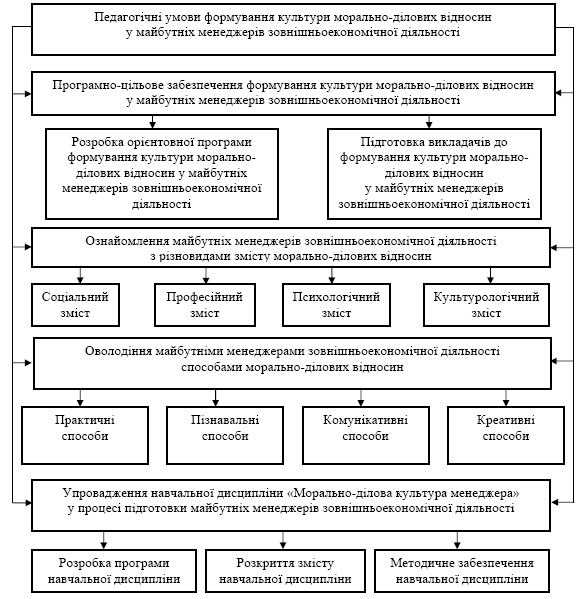 Педагогічні умови формування культури морально-ділових відносин
у майбутніх менеджерів зовнішньоекономічної діяльності
Програмно-цільове забезпечення формування культури морально-ділових відносин
у майбутніх менеджерів зовнішньоекономічної діяльності
Розробка орієнтовної програми
формування культури морально-
ділових відносин у майбутніх
менеджерів зовнішньоекономічної
діяльності
Підготовка викладачів до
формування культури морально-
ділових відносин
у майбутніх менеджерів
зовнішньоекономічної діяльності
Ознайомлення майбутніх менеджерів зовнішньоекономічної діяльності
з різновидами змісту морально-ділових відносин
Соціальний
зміст
Професійний
зміст
Психологічний
зміст
Культурологічний
зміст
Оволодіння майбутніми менеджерами зовнішньоекономічної діяльності
способами морально-ділових відносин
Практичні
способи
Пізнавальні
способи
Комунікативні
способи
Креативні
способи
Упровадження навчальної дисципліни «Морально-ділова культура менеджера»
у процесі підготовки майбутніх менеджерів зовнішньоекономічної діяльності
Розробка програми
навчальної дисципліни
Розкриття змісту
навчальної дисципліни
Методичне забезпечення
навчальної дисципліни